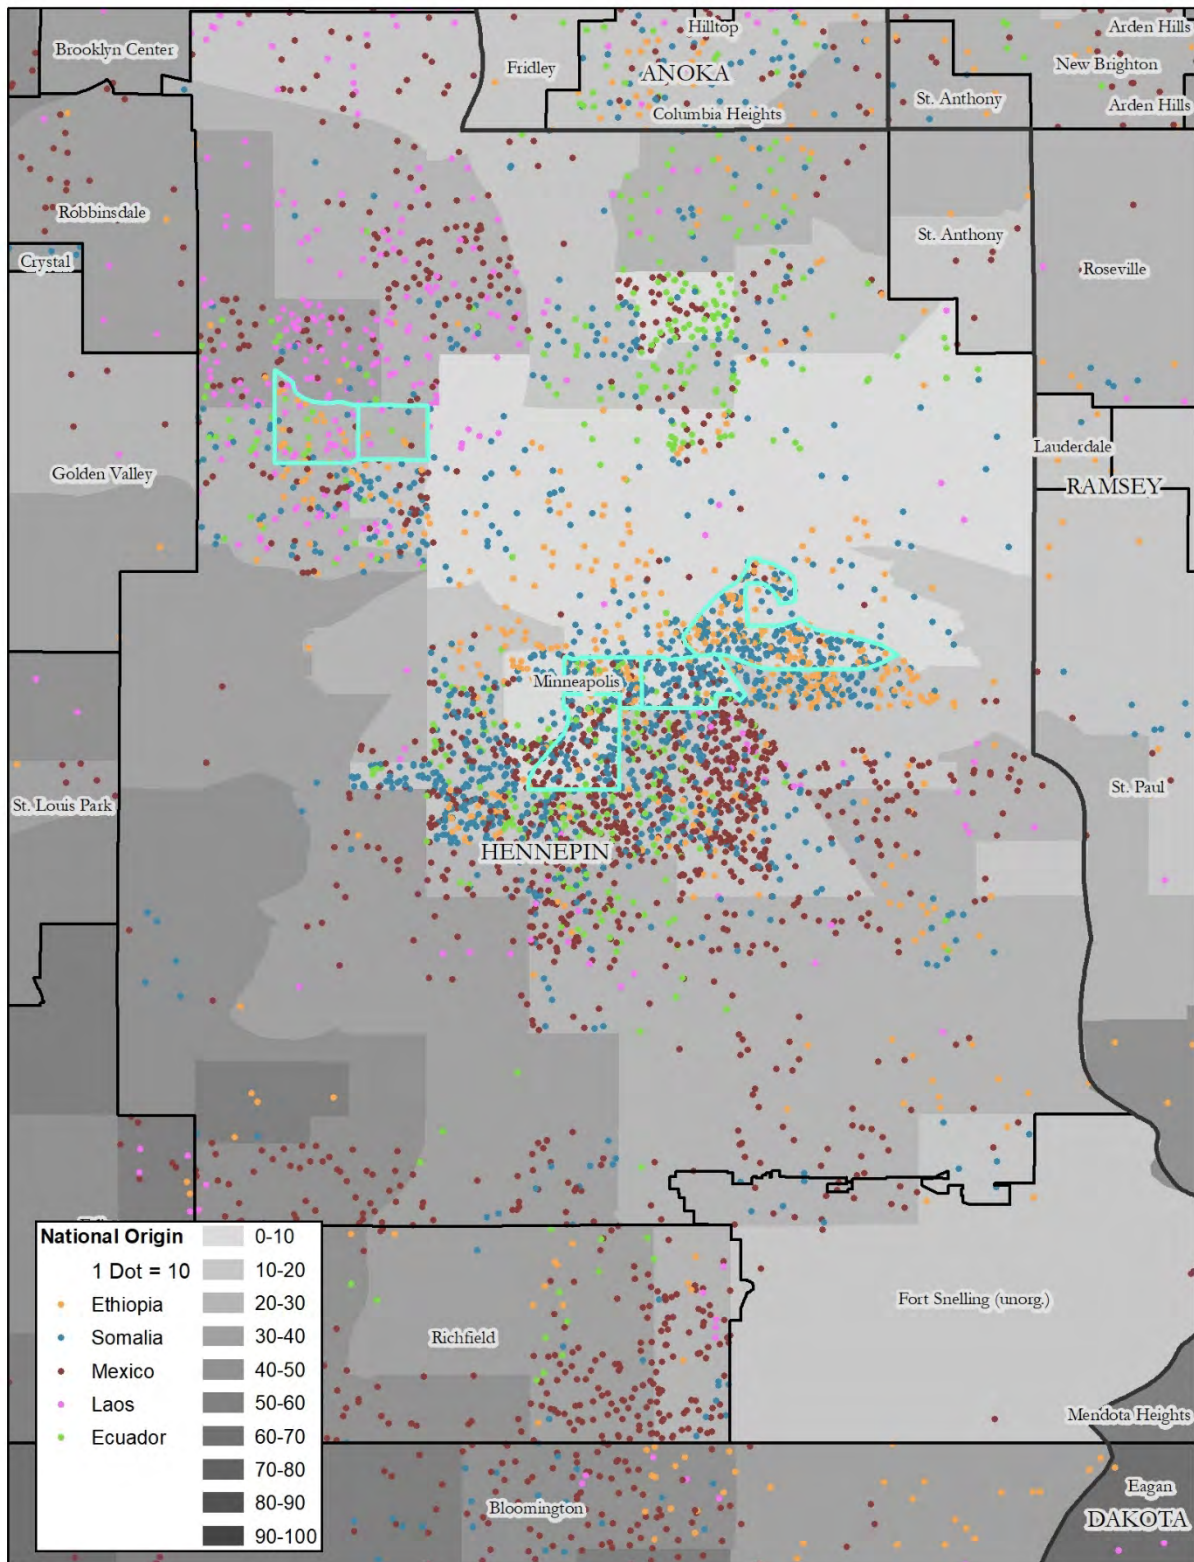 Hilltop
Arden Hills
Brooklyn Center
Fridley
ANOKA
New Brighton
St. Anthony
Arden Hills
Columbia Heights
Robbinsdale
St. Anthony
Crystal
Roseville
Golden Valley
Lauderdale
RAMSEY
Minneapolis
St. Louis Park
St. Paul
HENNEPIN
National Origin
0-10
1 Dot = 10
10-20
Ethiopia
20-30
Somalia
30-40
Mexico
40-50
Laos
50-60
Ecuador
60-70
70-80
80-90
90-100
Fort Snelling (unorg.)
Richfield
Mendota Heights
Bloomington
Eagan
DAKOTA